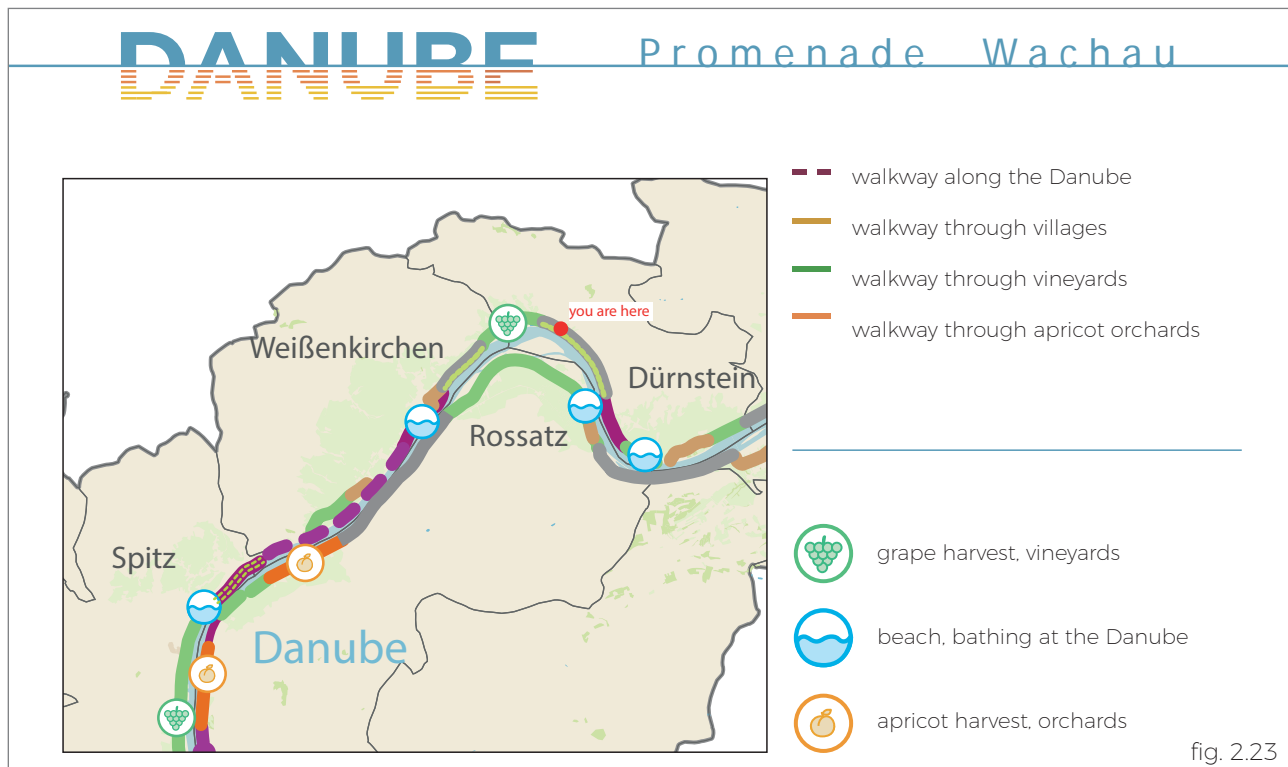 DANUBE
Promenade Wachau
you are here
Weißenkirchen
Dürnstein
Rossatz
Spitz
Danube
walkway along the Danube
walkway through villages
walkway through vineyards
walkway through apricot orchards
grape harvest, vineyards
beach, bathing at the Danube
apricot harvest, orchards
fig. 2.23